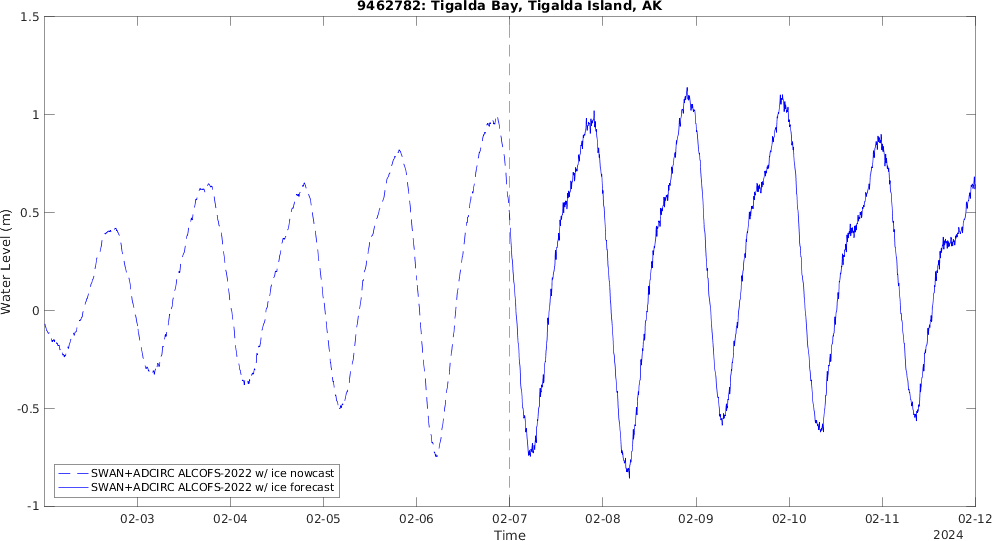 9462782: Tigalda Bay, Tigalda Island, AK
1.5
1
0.5
0
-0.5
-1
Water Level (m)
SWAN+ADCIRC ALCOFS-2022 w/ ice nowcast
SWAN+ADCIRC ALCOFS-2022 w/ ice forecast
02-03 02-04 02-05 02-06 02-07 02-08 02-09 02-10 02-11 02-12
Time
2024